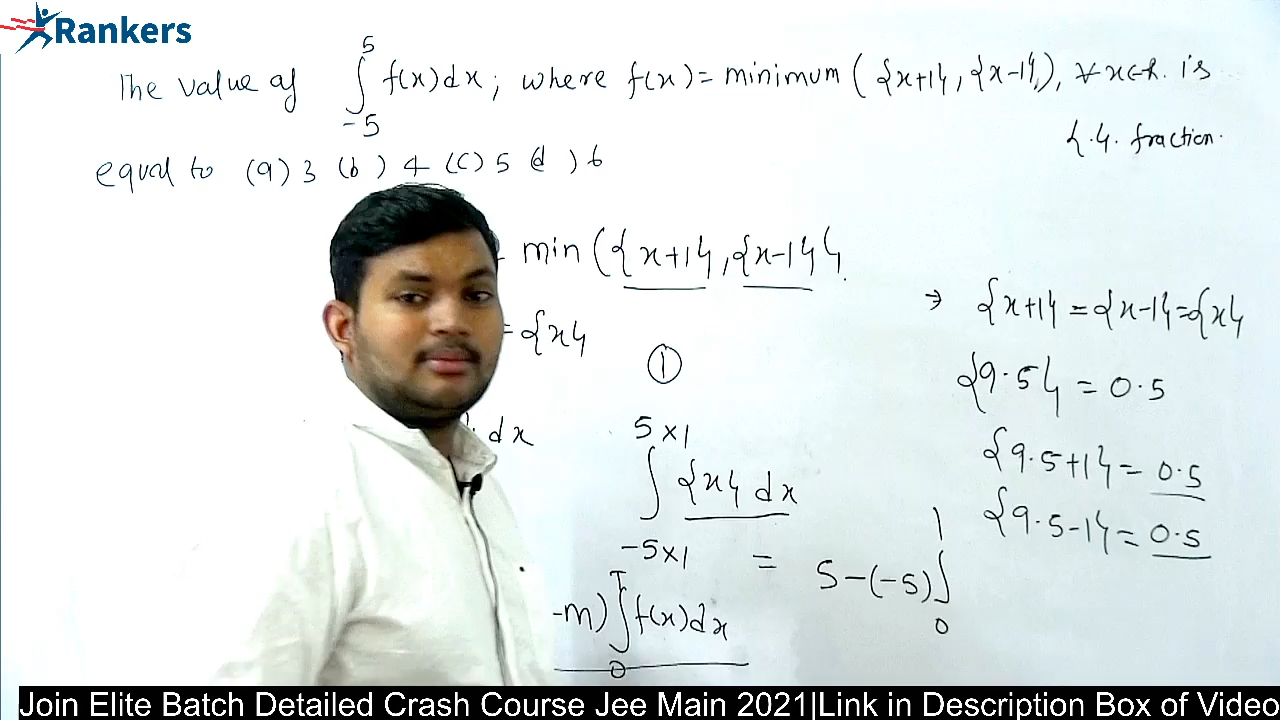 Rankers
The value of ∫ from -5 to 5 f(x)dx ; where f(x) = minimum ( {x+1}, {x-1} ), ∀ x∈R. is
{.}. fraction.
equal to (a) 3 (b) 4 (c) 5 (d) 6
= min ( {x+1}, {x-1} }.
= {x}
⇒ {x+1} = {x-1} = {x}
①
{9.5} = 0.5
dx
5×1
∫ {x} dx
-5×1
{9.5+1} = 0.5
{9.5-1} = 0.5
= 5-(-5) ∫
1
0
-m) ∫ f(x)dx
T
0
Join Elite Batch Detailed Crash Course Jee Main 2021|Link in Description Box of Video